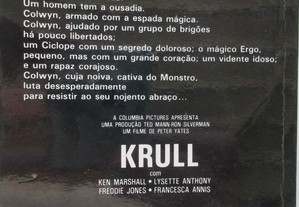 Um homem tem a ousadia.
Colwyn, armado com a espada mágica.
Colwyn, ajudado por um grupo de brigões
há pouco libertados;
um Ciclope com um segredo doloroso; o mágico Ergo,
pequeno, mas com um grande coração; um vidente idoso;
e um rapaz corajoso.
Colwyn, cuja noiva, cativa do Monstro,
luta desesperadamente
para resistir ao seu nojento abraço...
A COLUMBIA PICTURES APRESENTA
UMA PRODUÇÃO TED MANN-RON SILVERMAN
UM FILME DE PETER YATES
KRULL
com
KEN MARSHALL • LYSETTE ANTHONY
FREDDIE JONES • FRANCESCA ANNIS